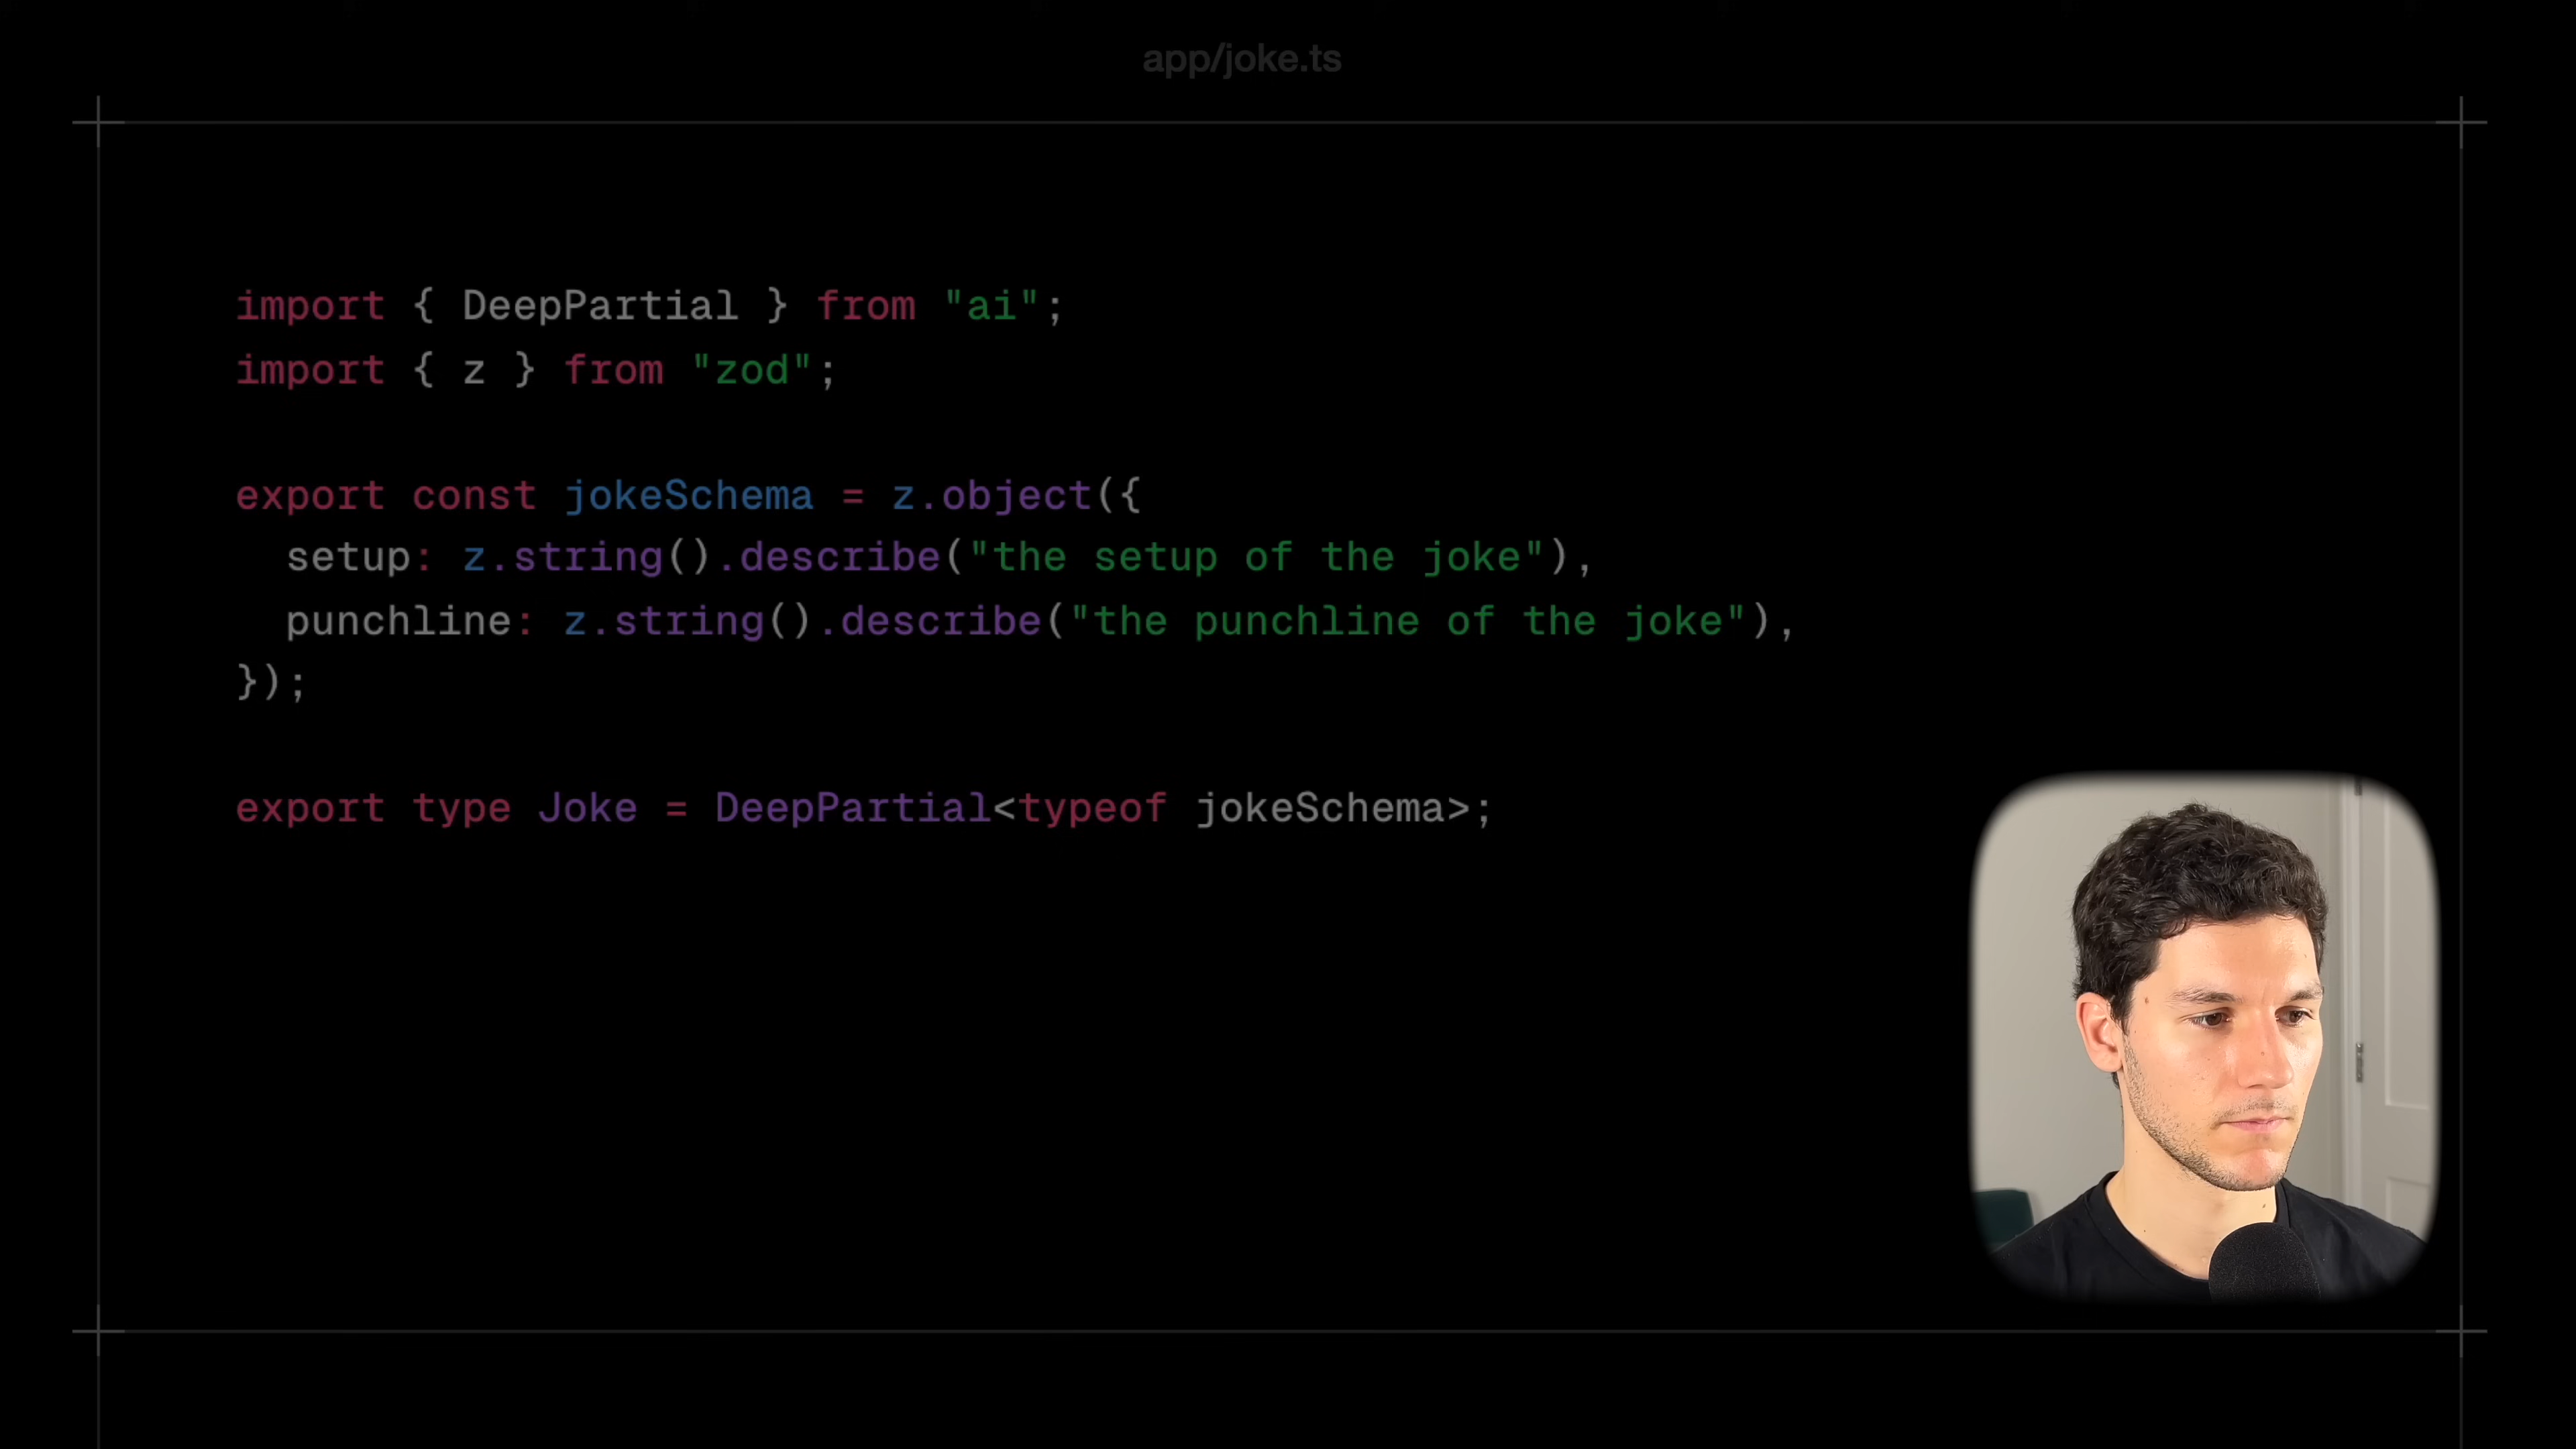 app/joke.ts
import { DeepPartial } from "ai";
import { z } from "zod";
export const jokeSchema = z.object({
  setup: z.string().describe("the setup of the joke"),
  punchline: z.string().describe("the punchline of the joke"),
});
export type Joke = DeepPartial<typeof jokeSchema>;